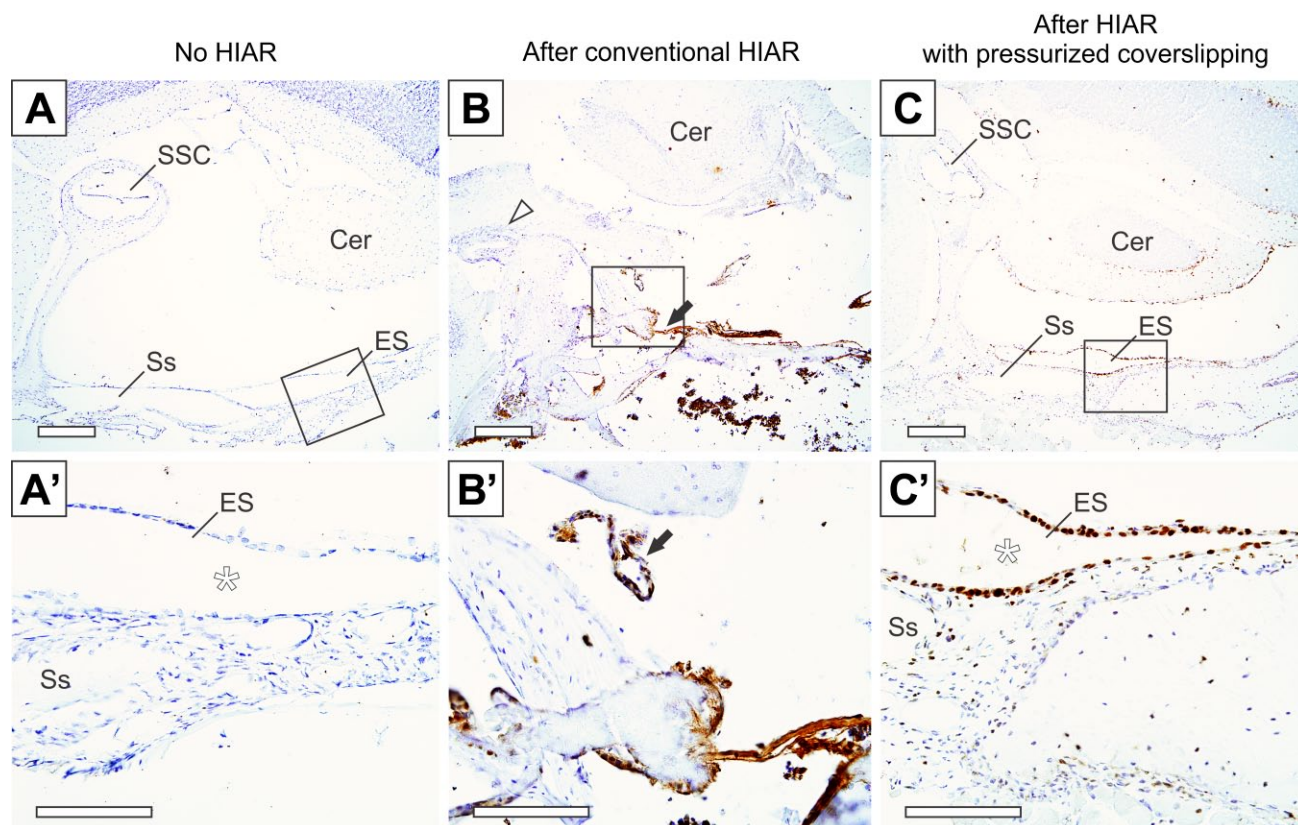 No HIAR
After conventional HIAR
After HIAR
with pressurized coverslipping
A
SSC
Cer
Ss
ES
B
Cer
C
SSC
Cer
Ss
ES
A'
ES
Ss
B'
C'
ES
Ss